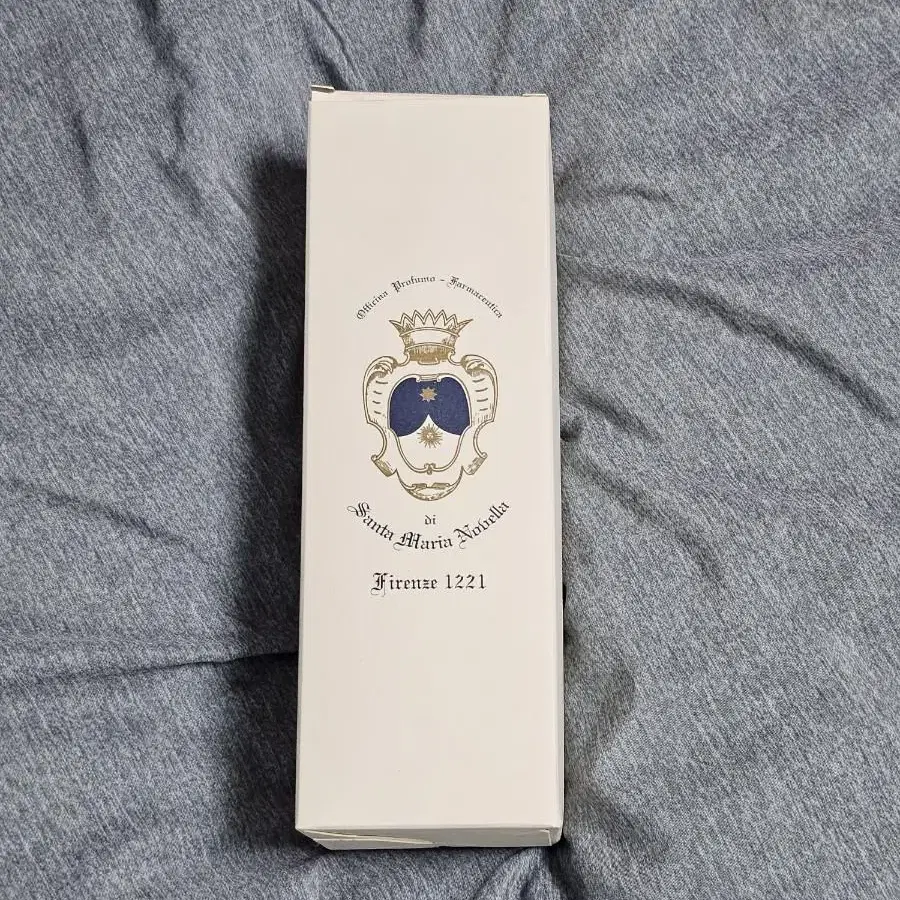 Officina Profumo - Farmaceutica
di
Santa Maria Novella
Firenze 1221